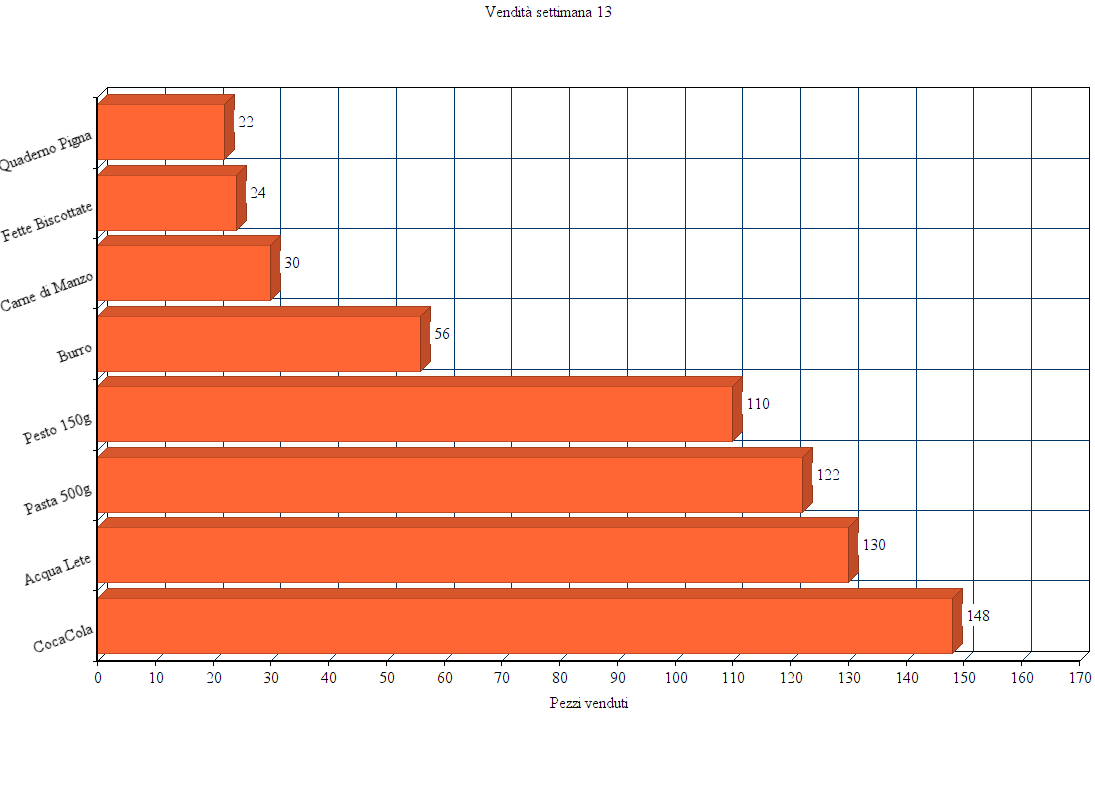 Vendità settimana 13
Quaderno Pigna
22
Fette Biscottate
24
Carne di Manzo
30
Burro
56
Pesto 150g
110
Pasta 500g
122
Acqua Lete
130
CocaCola
148
0 10 20 30 40 50 60 70 80 90 100 110 120 130 140 150 160 170
Pezzi venduti